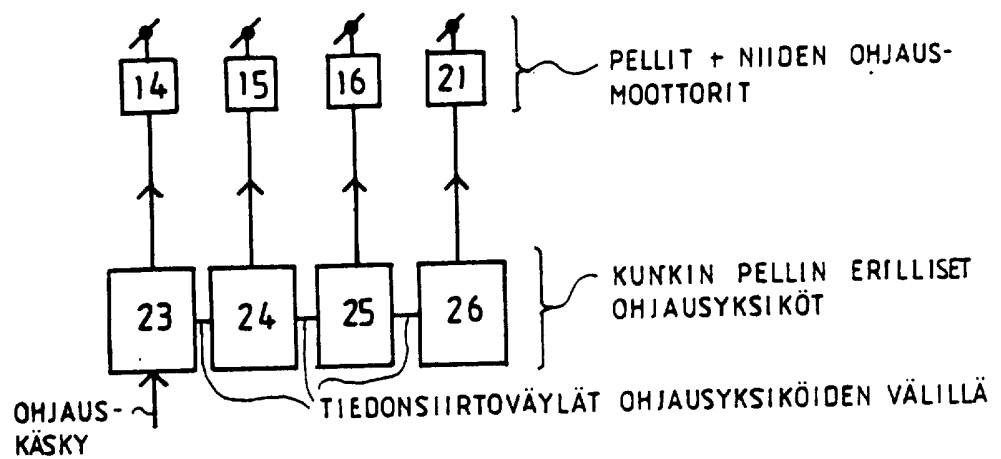 14 15 16 21
PELLIT + NIIDEN OHJAUS-
MOOTTORIT
KUNKIN PELLIN ERILLISET
OHJAUSYKSIKÖT
23 24 25 26
TIEDONSIIRTOVÄYLÄT OHJAUSYKSIKÖIDEN VÄLILLÄ
OHJAUS-
KÄSKY